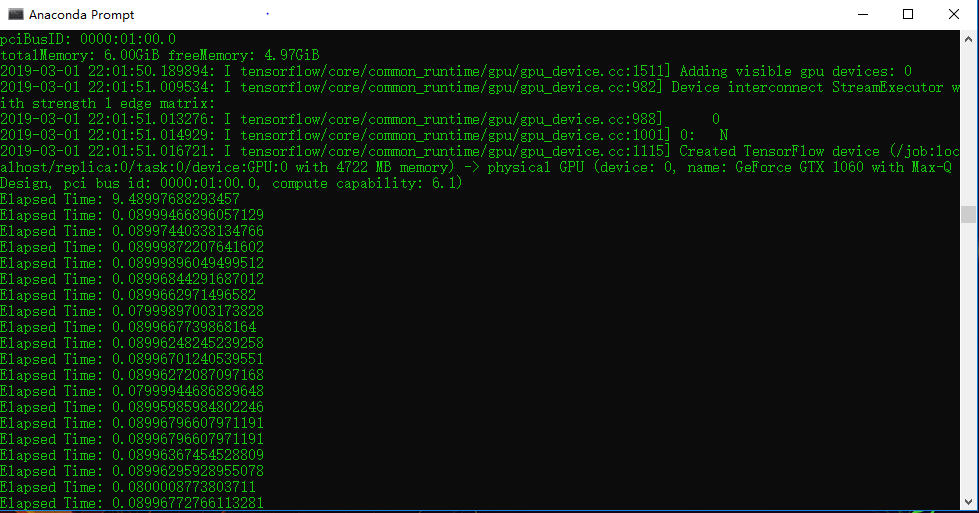 Anaconda Prompt
pciBusID: 0000:01:00.0
totalMemory: 6.00GiB freeMemory: 4.97GiB
2019-03-01 22:01:50.189894: I tensorflow/core/common_runtime/gpu/gpu_device.cc:1511] Adding visible gpu devices: 0
2019-03-01 22:01:51.009534: I tensorflow/core/common_runtime/gpu/gpu_device.cc:982] Device interconnect StreamExecutor w
ith strength 1 edge matrix:
2019-03-01 22:01:51.013276: I tensorflow/core/common_runtime/gpu/gpu_device.cc:988]      0
2019-03-01 22:01:51.014929: I tensorflow/core/common_runtime/gpu/gpu_device.cc:1001] 0:   N
2019-03-01 22:01:51.016721: I tensorflow/core/common_runtime/gpu/gpu_device.cc:1115] Created TensorFlow device (/job:loc
alhost/replica:0/task:0/device:GPU:0 with 4722 MB memory) -> physical GPU (device: 0, name: GeForce GTX 1060 with Max-Q
Design, pci bus id: 0000:01:00.0, compute capability: 6.1)
Elapsed Time: 9.48997688293457
Elapsed Time: 0.08999466896057129
Elapsed Time: 0.08997440338134766
Elapsed Time: 0.08999872207641602
Elapsed Time: 0.08999896049499512
Elapsed Time: 0.08996844291687012
Elapsed Time: 0.0899662971496582
Elapsed Time: 0.07999897003173828
Elapsed Time: 0.0899667739868164
Elapsed Time: 0.08996248245239258
Elapsed Time: 0.08996701240539551
Elapsed Time: 0.08996272087097168
Elapsed Time: 0.07999944686889648
Elapsed Time: 0.08995985984802246
Elapsed Time: 0.08996796607971191
Elapsed Time: 0.08996796607971191
Elapsed Time: 0.08996367454528809
Elapsed Time: 0.08996295928955078
Elapsed Time: 0.0800008773803711
Elapsed Time: 0.08996772766113281